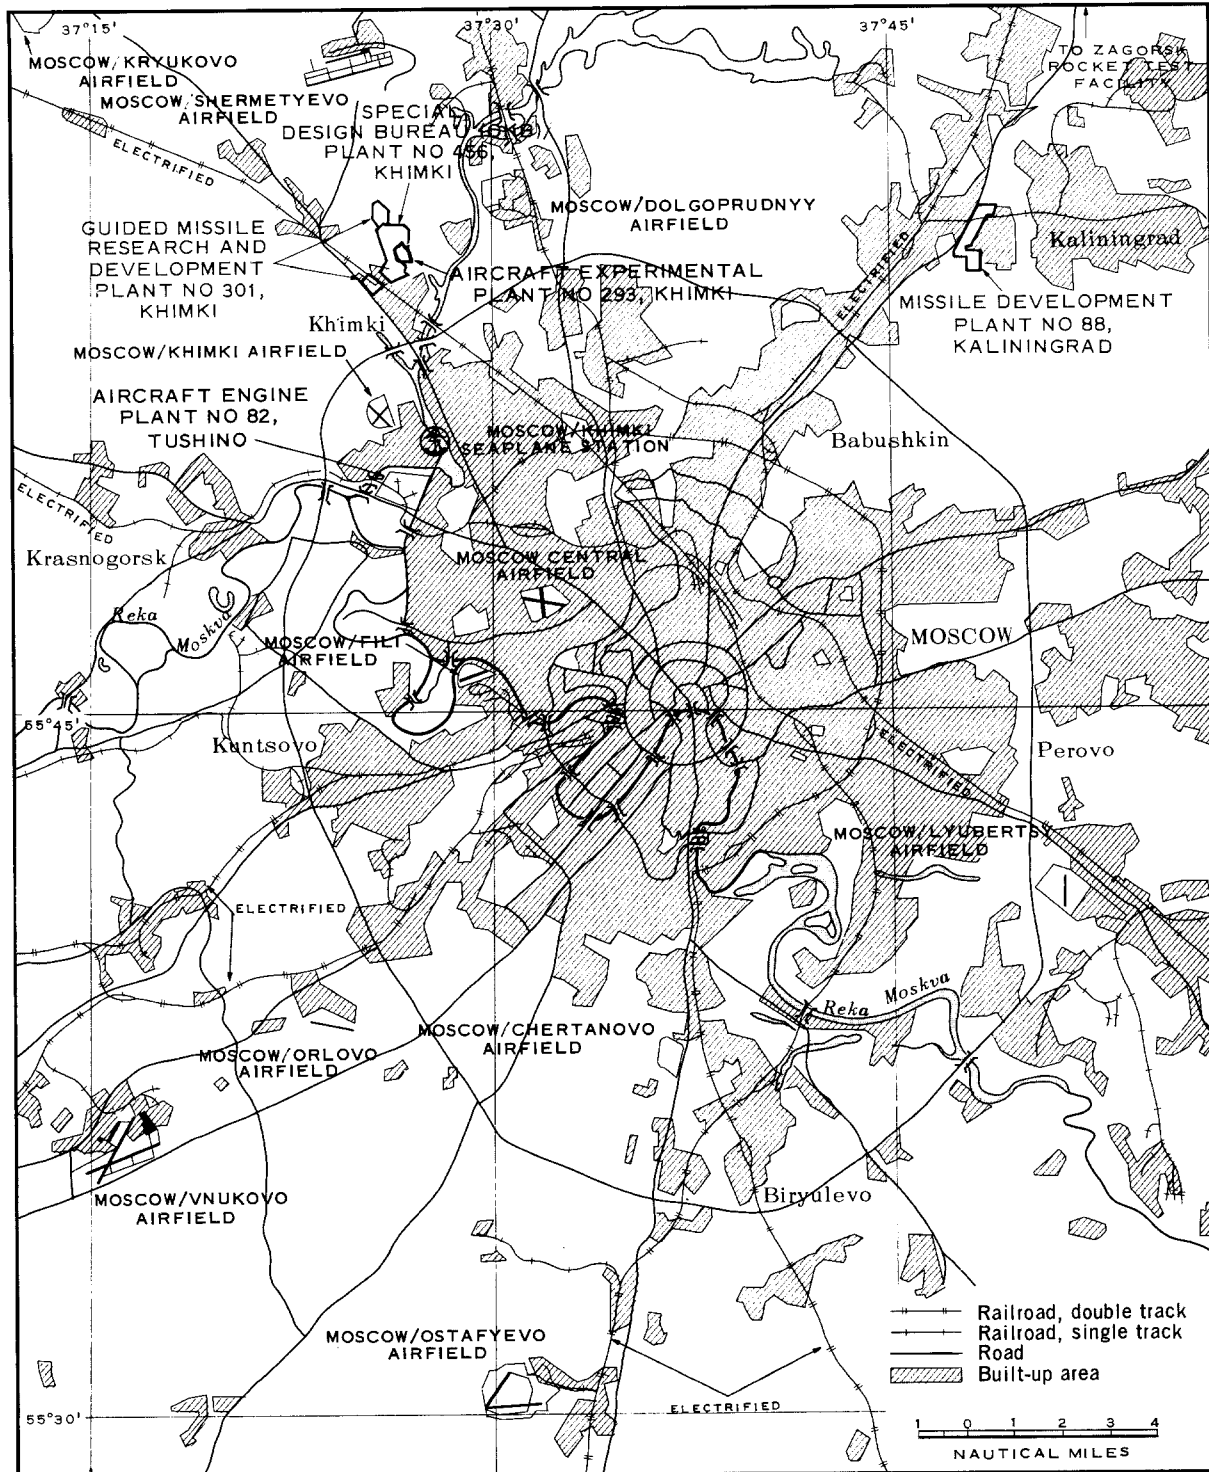 37°15'
37°30'
37°45'
MOSCOW/KRYUKOVO
AIRFIELD
MOSCOW/SHERMETYEVO
AIRFIELD
ELECTRIFIED
SPECIAL
DESIGN BUREAU (OKB)/
PLANT NO 456,
KHIMKI
TO ZAGORSK
ROCKET TEST
FACILITY
GUIDED MISSILE
RESEARCH AND
DEVELOPMENT
PLANT NO 301,
KHIMKI
MOSCOW/DOLGOPRUDNYY
AIRFIELD
AIRCRAFT EXPERIMENTAL
PLANT NO 293, KHIMKI
ELECTRIFIED
Kaliningrad
MISSILE DEVELOPMENT
PLANT NO 88,
KALININGRAD
Khimki
MOSCOW/KHIMKI AIRFIELD
AIRCRAFT ENGINE
PLANT NO 82,
TUSHINO
MOSCOW/KHIMKI
SEAPLANE STATION
Babushkin
ELECTRIFIED
Krasnogorsk
MOSCOW CENTRAL
AIRFIELD
Reka
Moskva
MOSCOW/FILI
AIRFIELD
MOSCOW
55°45'
Kuntsovo
ELECTRIFIED
Perovo
MOSCOW/LYUBERTSY
AIRFIELD
ELECTRIFIED
Reka Moskva
MOSCOW/CHERTANOVO
AIRFIELD
MOSCOW/ORLOVO
AIRFIELD
MOSCOW/VNUKOVO
AIRFIELD
Biryulevo
MOSCOW/OSTAFYEVO
AIRFIELD
ELECTRIFIED
55°30'
Railroad, double track
Railroad, single track
Road
Built-up area
1 0 1 2 3 4
NAUTICAL MILES